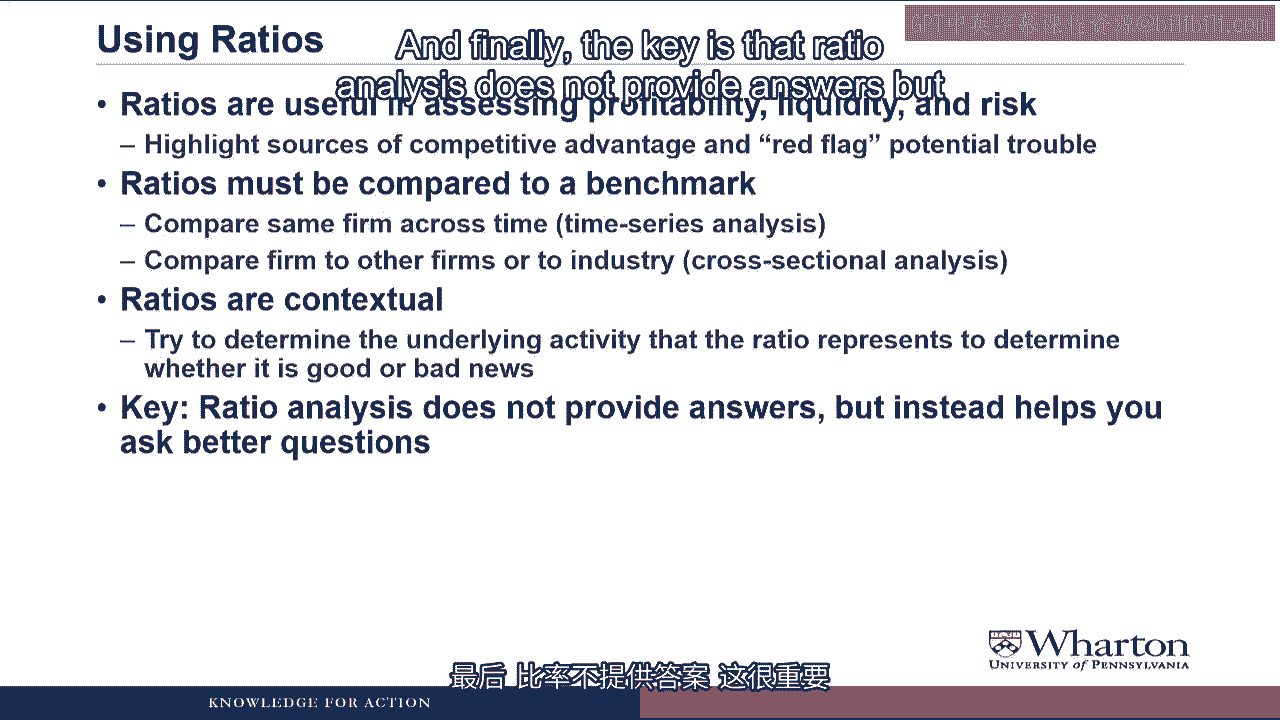 Using Ratios
And finally, the key is that ratio
analysis does not provide answers but
• Ratios are useful in assessing profitability, liquidity, and risk
– Highlight sources of competitive advantage and “red flag” potential trouble
• Ratios must be compared to a benchmark
– Compare same firm across time (time-series analysis)
– Compare firm to other firms or to industry (cross-sectional analysis)
• Ratios are contextual
– Try to determine the underlying activity that the ratio represents to determine
whether it is good or bad news
• Key: Ratio analysis does not provide answers, but instead helps you
ask better questions
Wharton
UNIVERSITY of PENNSYLVANIA
最后 比率不提供答案 这很重要
KNOWLEDGE FOR ACTION